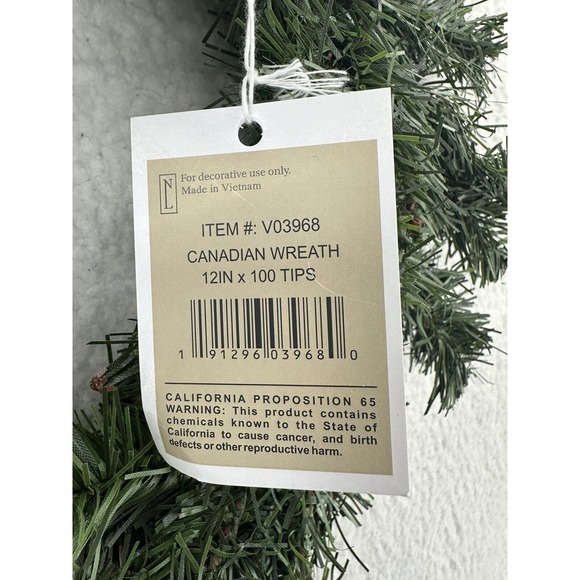 NL
For decorative use only.
Made in Vietnam
ITEM #: V03968
CANADIAN WREATH
12IN x 100 TIPS
1 91296 03968 0
CALIFORNIA PROPOSITION 65
WARNING: This product contains
chemicals known to the State of
California to cause cancer, and birth
defects or other reproductive harm.